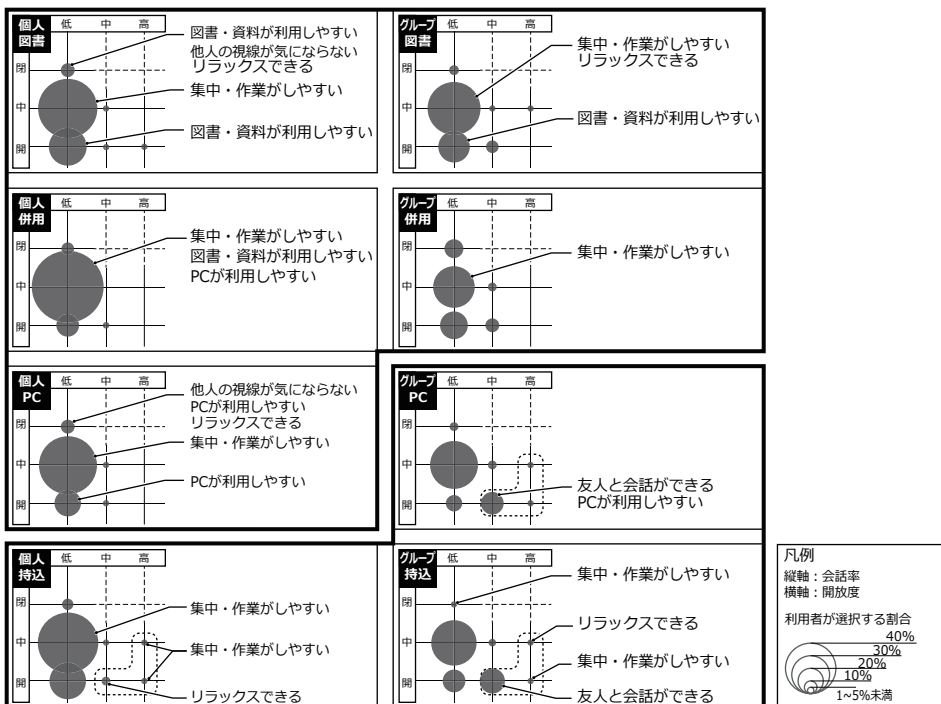 個人
図書
低 中 高
閉
中
開
図書・資料が利用しやすい
他人の視線が気にならない
リラックスできる
集中・作業がしやすい
図書・資料が利用しやすい
グループ
図書
低 中 高
閉
中
開
集中・作業がしやすい
リラックスできる
図書・資料が利用しやすい
個人
併用
低 中 高
閉
中
開
集中・作業がしやすい
図書・資料が利用しやすい
PCが利用しやすい
グループ
併用
低 中 高
閉
中
開
集中・作業がしやすい
個人
PC
低 中 高
閉
中
開
他人の視線が気にならない
PCが利用しやすい
リラックスできる
集中・作業がしやすい
PCが利用しやすい
グループ
PC
低 中 高
閉
中
開
友人と会話ができる
PCが利用しやすい
個人
持込
低 中 高
閉
中
開
集中・作業がしやすい
集中・作業がしやすい
リラックスできる
グループ
持込
低 中 高
閉
中
開
集中・作業がしやすい
リラックスできる
集中・作業がしやすい
友人と会話ができる
凡例
縦軸：会話率
横軸：開放度
利用者が選択する割合
40%
30%
20%
10%
1~5%未満